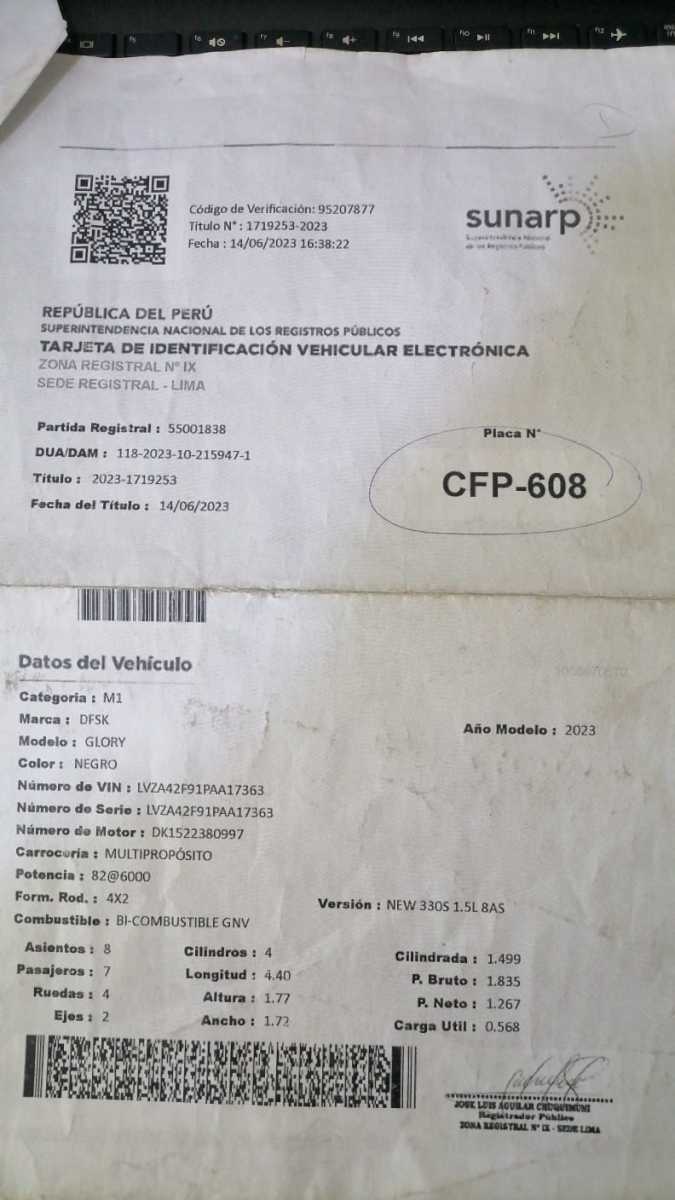 Código de Verificación: 95207877
Título N° : 1719253-2023
Fecha : 14/06/2023 16:38:22
sunarp
Superintendencia Nacional
de los Registros Públicos
REPÚBLICA DEL PERÚ
SUPERINTENDENCIA NACIONAL DE LOS REGISTROS PÚBLICOS
TARJETA DE IDENTIFICACIÓN VEHICULAR ELECTRÓNICA
ZONA REGISTRAL N° IX
SEDE REGISTRAL - LIMA
Partida Registral : 55001838
DUA/DAM : 118-2023-10-215947-1
Título : 2023-1719253
Fecha del Título : 14/06/2023
Placa N°
CFP-608
Datos del Vehículo
Categoria : M1
Marca : DFSK
Modelo : GLORY
Color : NEGRO
Número de VIN : LVZA42F91PAA17363
Número de Serie : LVZA42F91PAA17363
Número de Motor : DK1522380997
Carrocería : MULTIPROPÓSITO
Potencia : 82@6000
Form. Rod. : 4X2
Combustible : BI-COMBUSTIBLE GNV
Año Modelo : 2023
Versión : NEW 330S 1.5L 8AS
Asientos : 8
Pasajeros : 7
Ruedas : 4
Ejes : 2
Cilindros : 4
Longitud : 4.40
Altura : 1.77
Ancho : 1.72
Cilindrada : 1.499
P. Bruto : 1.835
P. Neto : 1.267
Carga Util : 0.568
JOSE LUIS AGUILAR CHUQUIMUNI
Registrador Público
ZONA REGISTRAL N° IX - SEDE LIMA